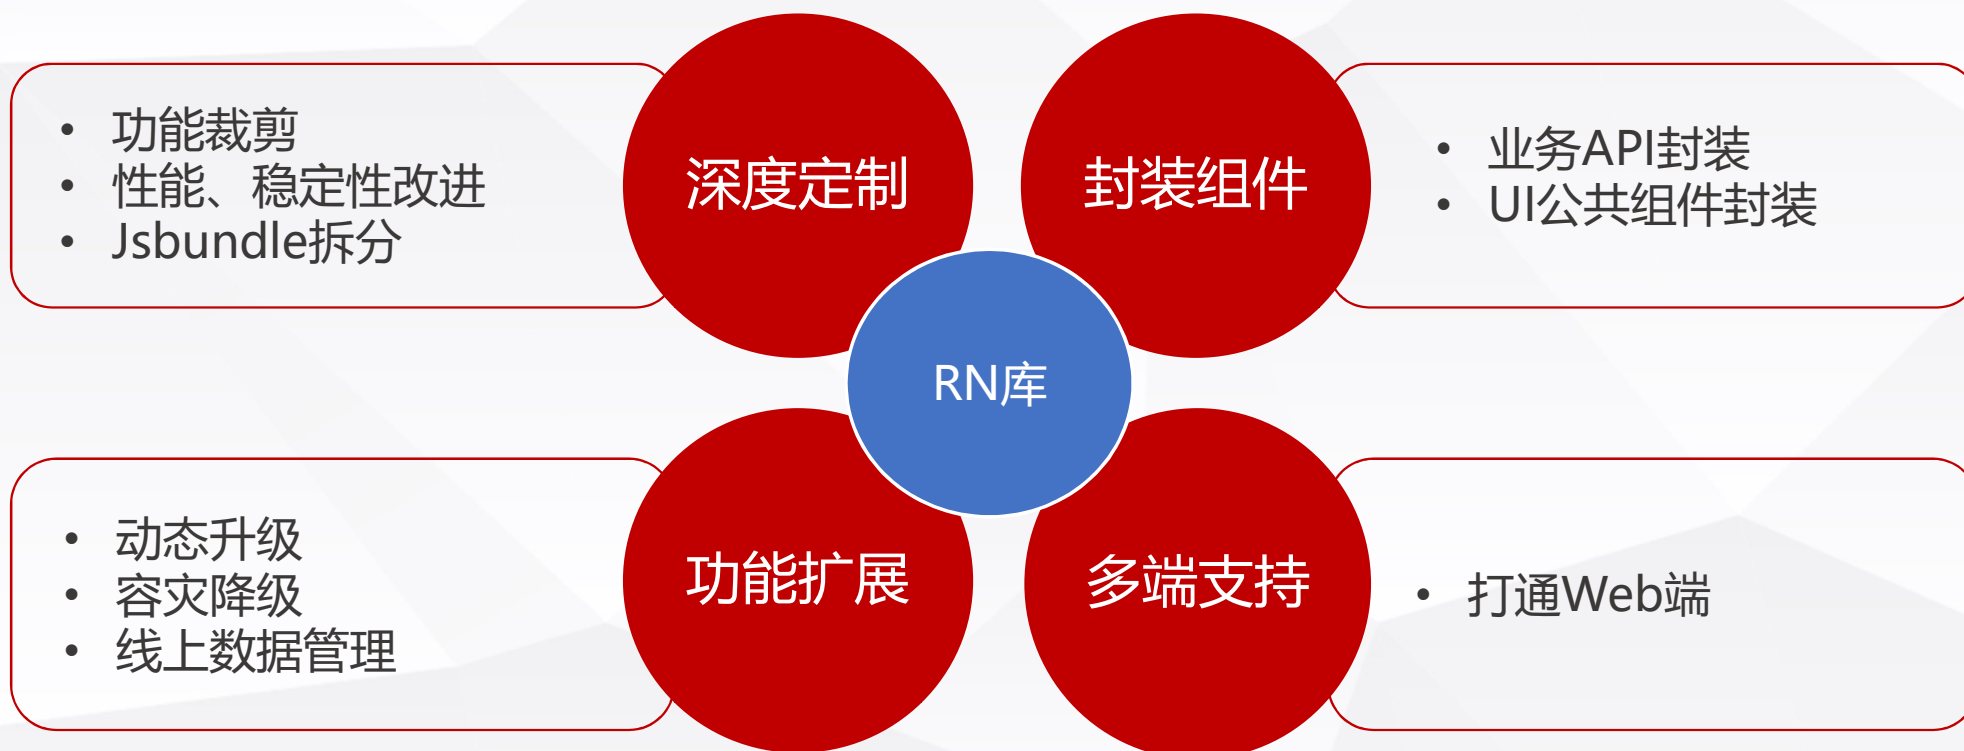 • 功能裁剪
• 性能、稳定性改进
• Jsbundle拆分
深度定制
封装组件
• 业务API封装
• UI公共组件封装
RN库
• 动态升级
• 容灾降级
• 线上数据管理
功能扩展
多端支持
• 打通Web端